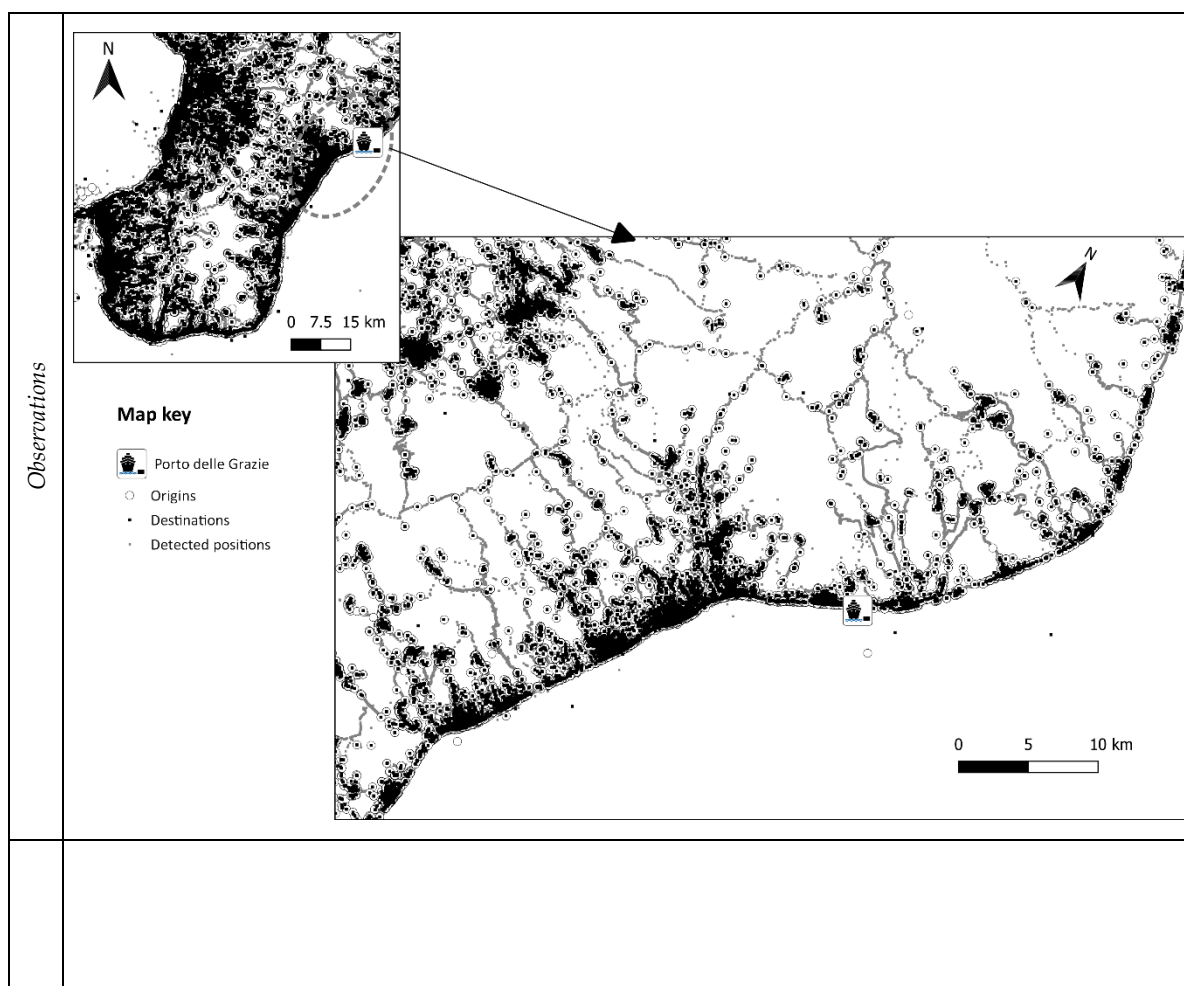 Observations
N
0 7.5 15 km
N
Map key
Porto delle Grazie
Origins
Destinations
Detected positions
0 5 10 km